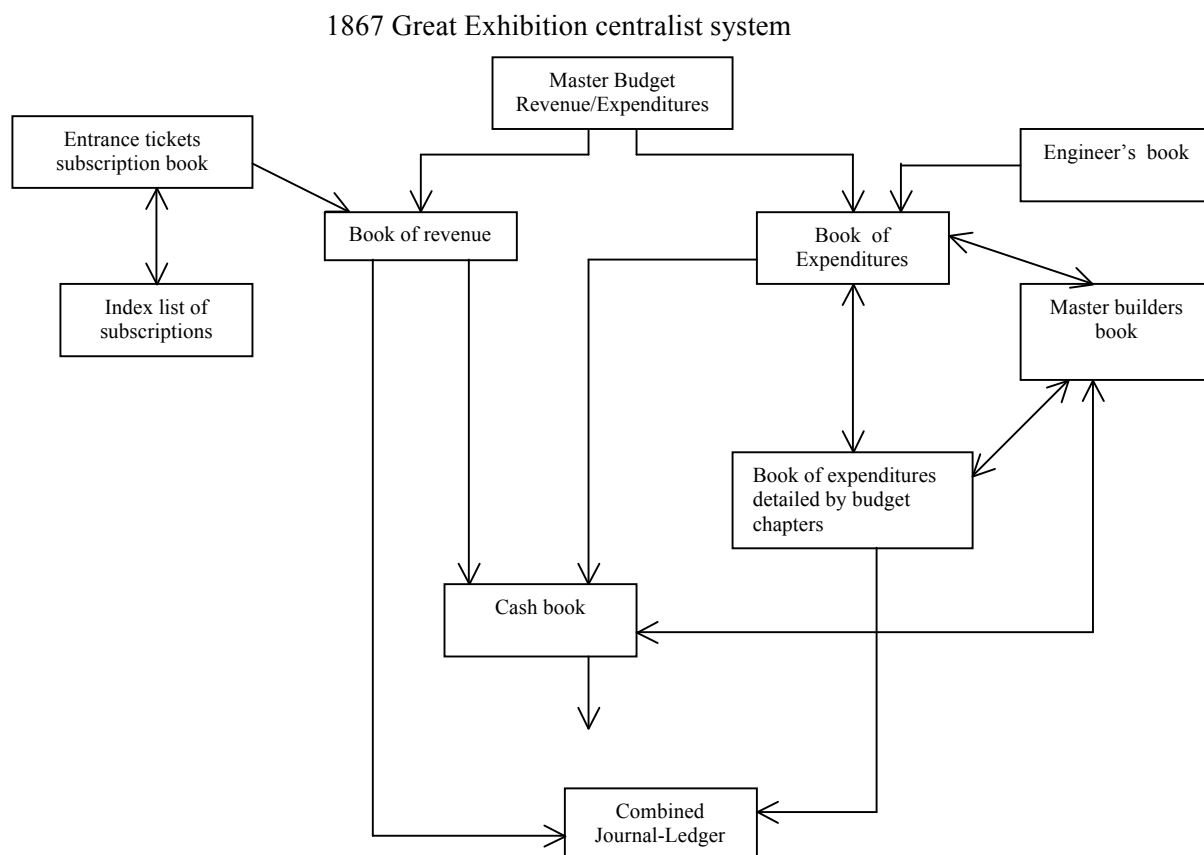 1867 Great Exhibition centralist system
Master Budget
Revenue/Expenditures
Entrance tickets
subscription book
Engineer's book
Book of revenue
Book of
Expenditures
Index list of
subscriptions
Master builders
book
Book of expenditures
detailed by budget
chapters
Cash book
Combined
Journal-Ledger